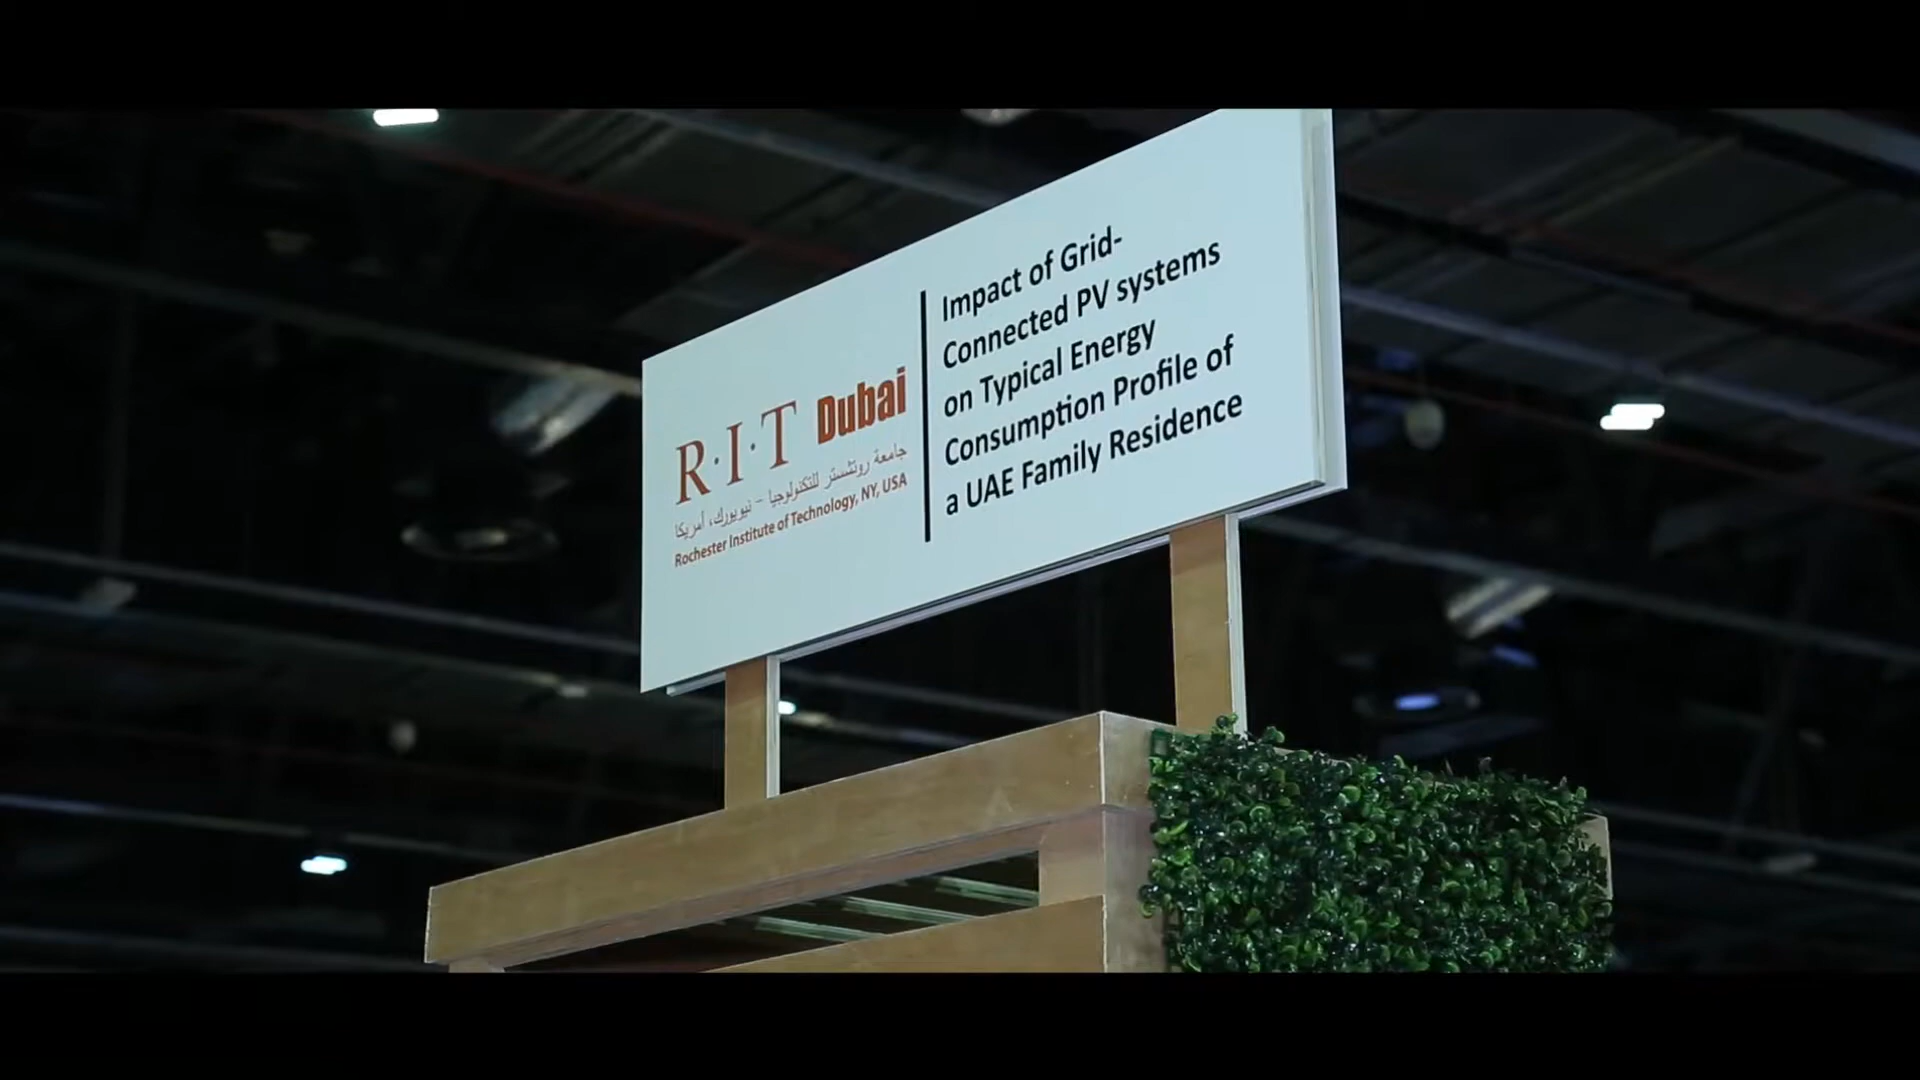 R·I·T Dubai
جامعة روتشستر للتكنولوجيا – نيويورك، أمريكا
Rochester Institute of Technology, NY, USA
Impact of Grid-
Connected PV systems
on Typical Energy
Consumption Profile of
a UAE Family Residence